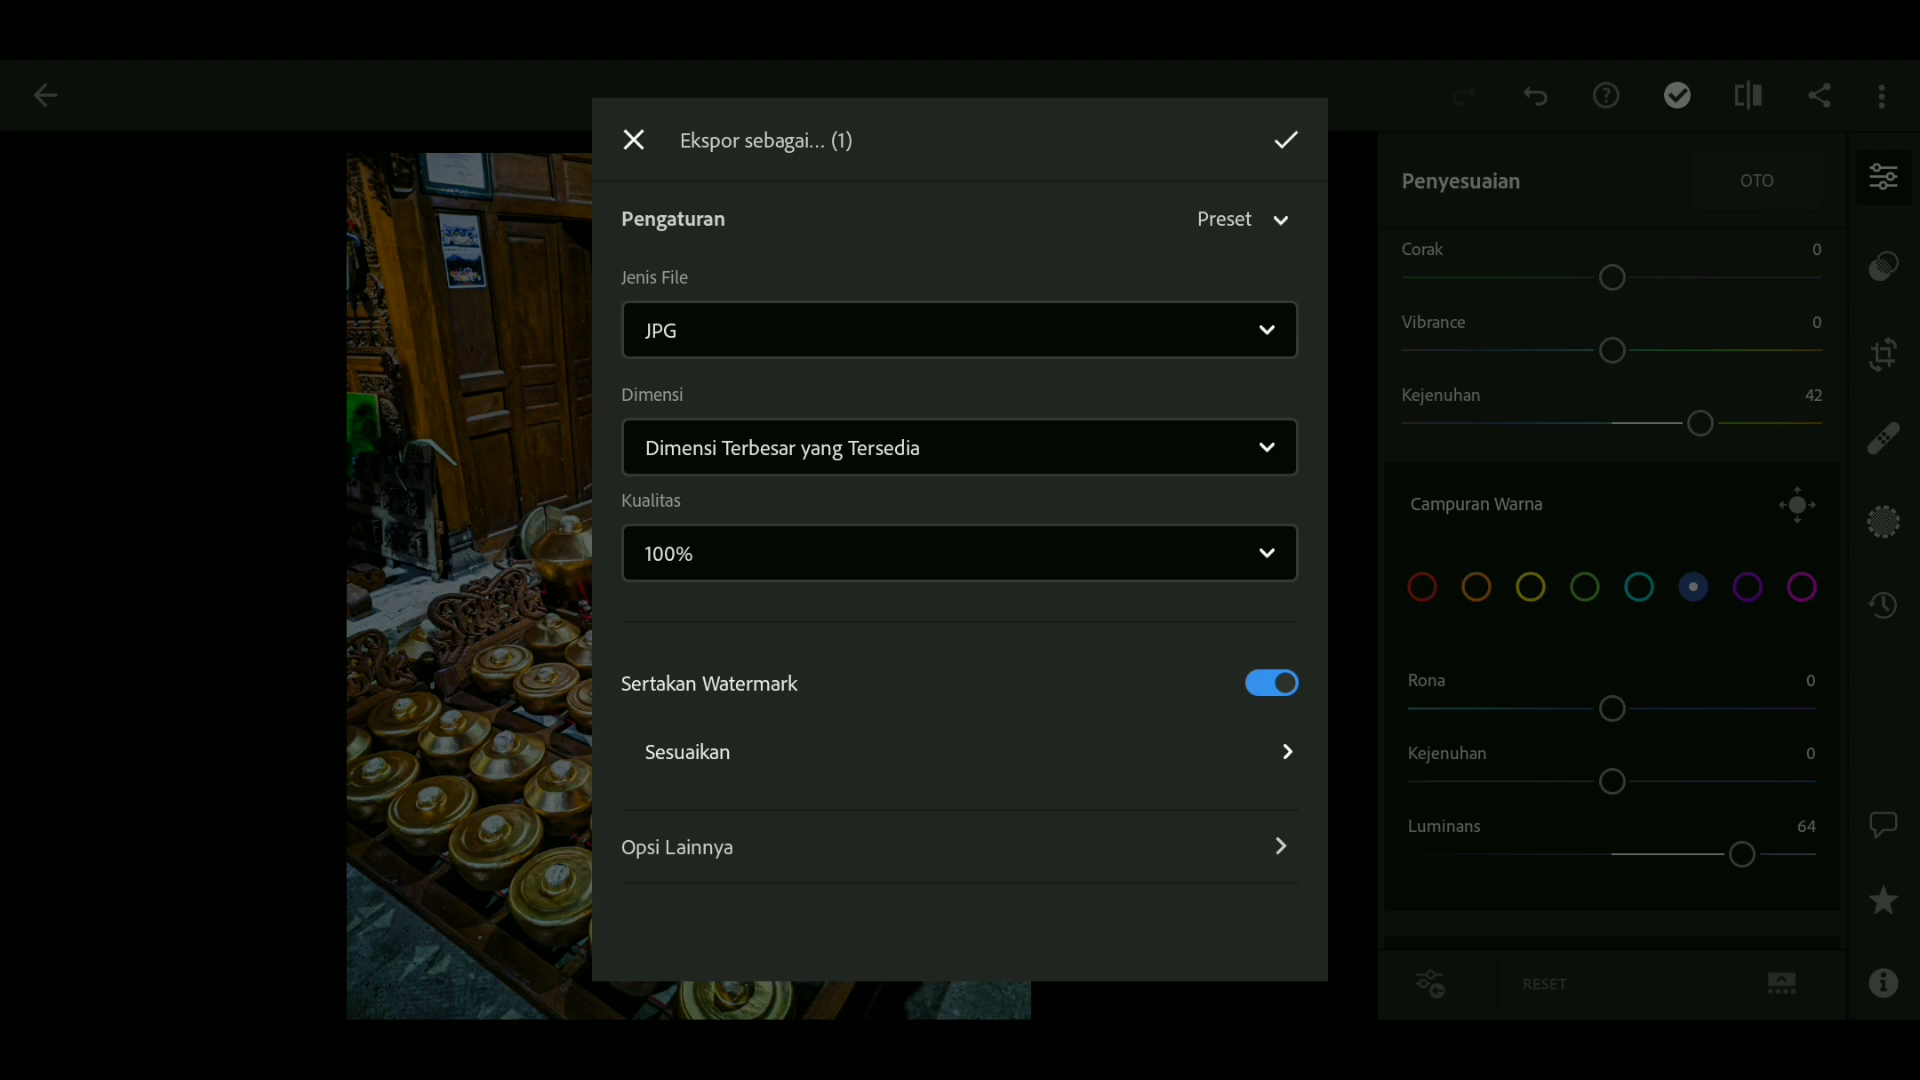 Ekspor sebagai... (1)
Pengaturan
Preset
Jenis File
JPG
Dimensi
Dimensi Terbesar yang Tersedia
Kualitas
100%
Sertakan Watermark
Sesuaikan
Opsi Lainnya
Penyesuaian
OTO
Corak
0
Vibrance
0
Kejenuhan
42
Campuran Warna
Rona
0
Kejenuhan
0
Luminans
64
RESET